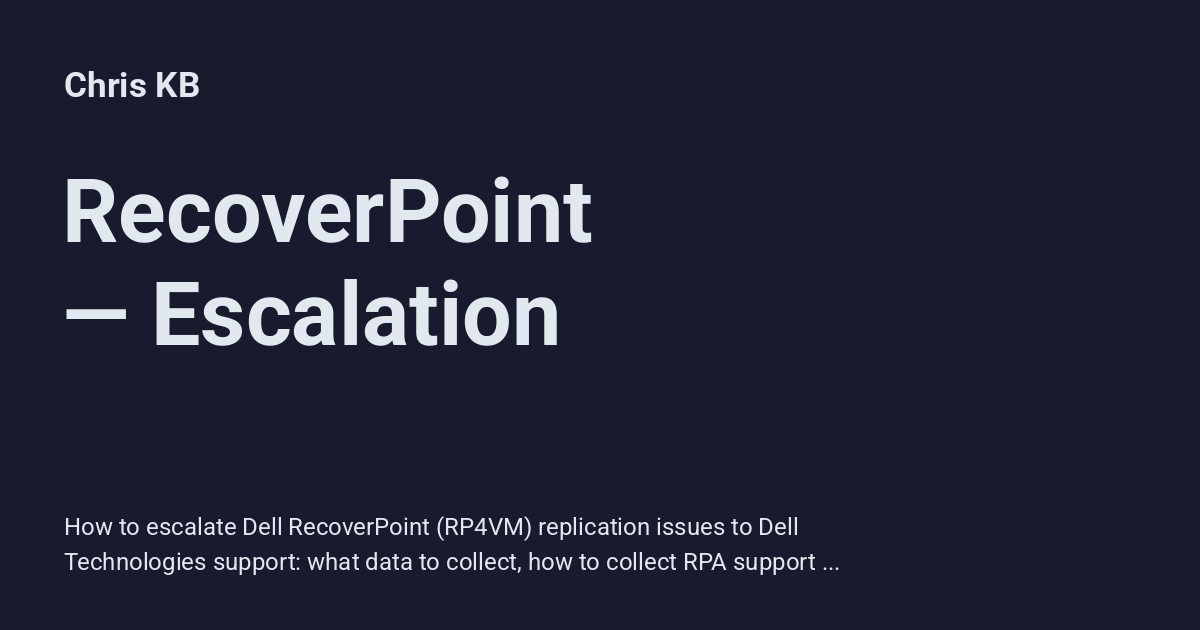 Chris KB
RecoverPoint
— Escalation
How to escalate Dell RecoverPoint (RP4VM) replication issues to Dell
Technologies support: what data to collect, how to collect RPA support ...